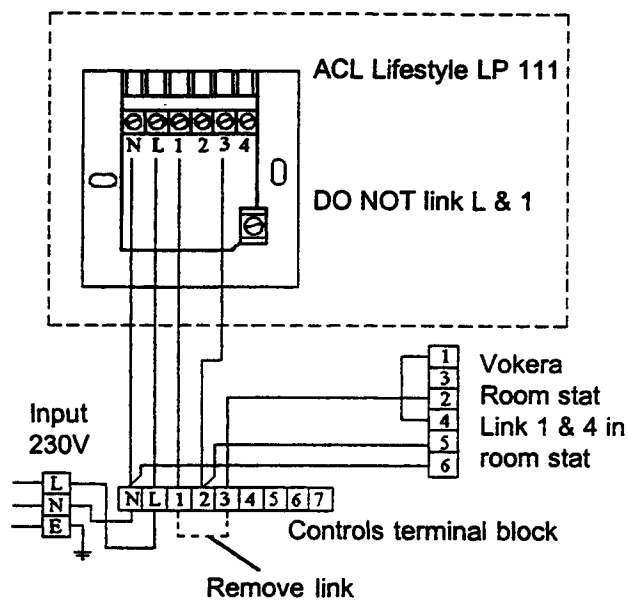 ACL Lifestyle LP 111
N L 1 2 3 4
DO NOT link L & 1
1
3
2
4
5
6
Vokera
Room stat
Link 1 & 4 in
room stat
Input
230V
L
N
E
N L 1 2 3 4 5 6 7
Controls terminal block
Remove link